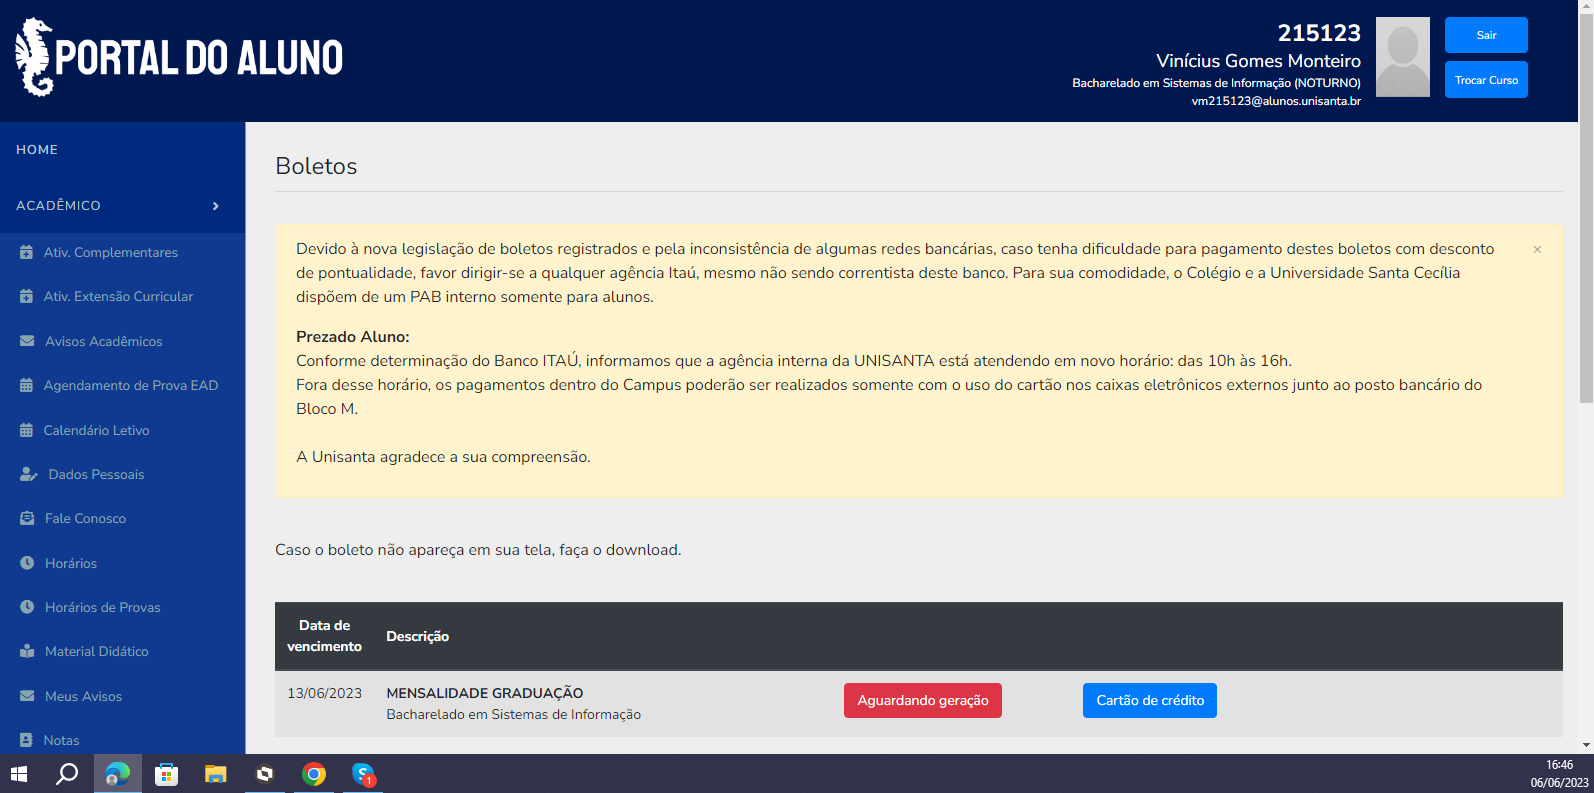 PORTAL DO ALUNO
215123
Vinícius Gomes Monteiro
Bacharelado em Sistemas de Informação (NOTURNO)
vm215123@alunos.unisanta.br
Sair
Trocar Curso
HOME
ACADÊMICO
Ativ. Complementares
Ativ. Extensão Curricular
Avisos Acadêmicos
Agendamento de Prova EAD
Calendário Letivo
Dados Pessoais
Fale Conosco
Horários
Horários de Provas
Material Didático
Meus Avisos
Notas
Boletos
Devido à nova legislação de boletos registrados e pela inconsistência de algumas redes bancárias, caso tenha dificuldade para pagamento destes boletos com desconto
de pontualidade, favor dirigir-se a qualquer agência Itaú, mesmo não sendo correntista deste banco. Para sua comodidade, o Colégio e a Universidade Santa Cecília
dispõem de um PAB interno somente para alunos.
Prezado Aluno:
Conforme determinação do Banco ITAÚ, informamos que a agência interna da UNISANTA está atendendo em novo horário: das 10h às 16h.
Fora desse horário, os pagamentos dentro do Campus poderão ser realizados somente com o uso do cartão nos caixas eletrônicos externos junto ao posto bancário do
Bloco M.
A Unisanta agradece a sua compreensão.
Caso o boleto não apareça em sua tela, faça o download.
Data de
vencimento
Descrição
13/06/2023
MENSALIDADE GRADUAÇÃO
Bacharelado em Sistemas de Informação
Aguardando geração
Cartão de crédito
S
1
16:46
06/06/2023